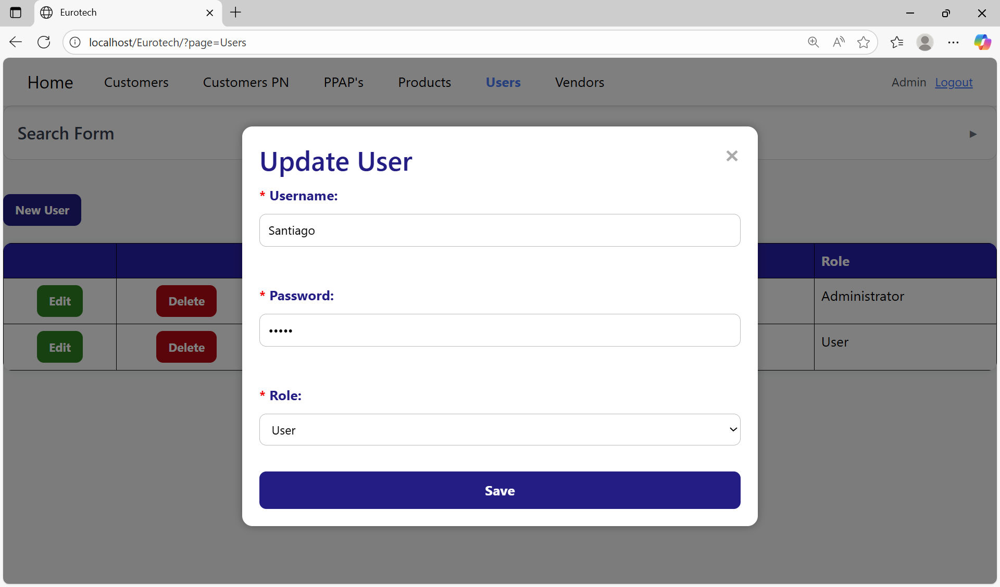 Eurotech
localhost/Eurotech/?page=Users
Home Customers Customers PN PPAP's Products Users Vendors Admin Logout
Search Form
Update User
* Username:
Santiago
New User
Role
* Password:
•••••
Edit Delete Administrator
Edit Delete User
* Role:
User
Save